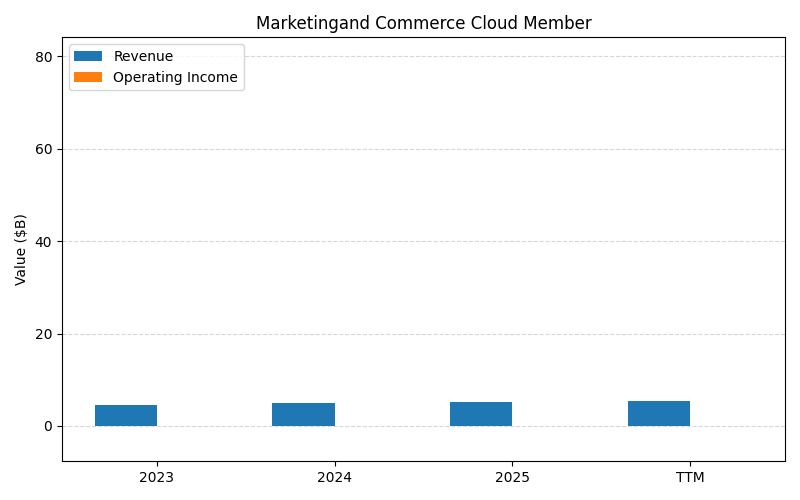 Marketingand Commerce Cloud Member
Revenue
Operating Income
Value ($B)
80
60
40
20
0
2023 2024 2025 TTM